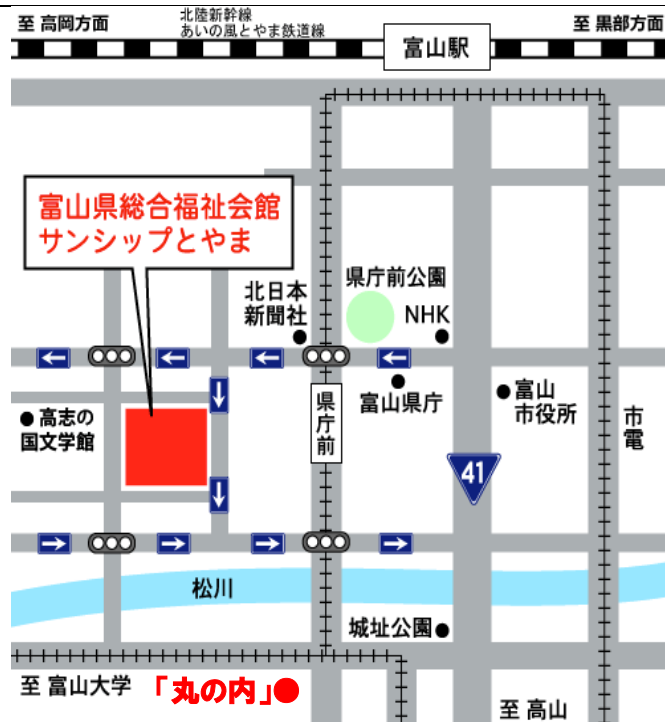 至 高岡方面
北陸新幹線
あいの風とやま鉄道線
富山駅
至 黒部方面
富山県総合福祉会館
サンシップとやま
県庁前公園
北日本
新聞社
NHK
富山県庁
富山
市役所
高志の
国文学館
県庁前
市電
41
松川
城址公園
至 富山大学
「丸の内」
至 高山